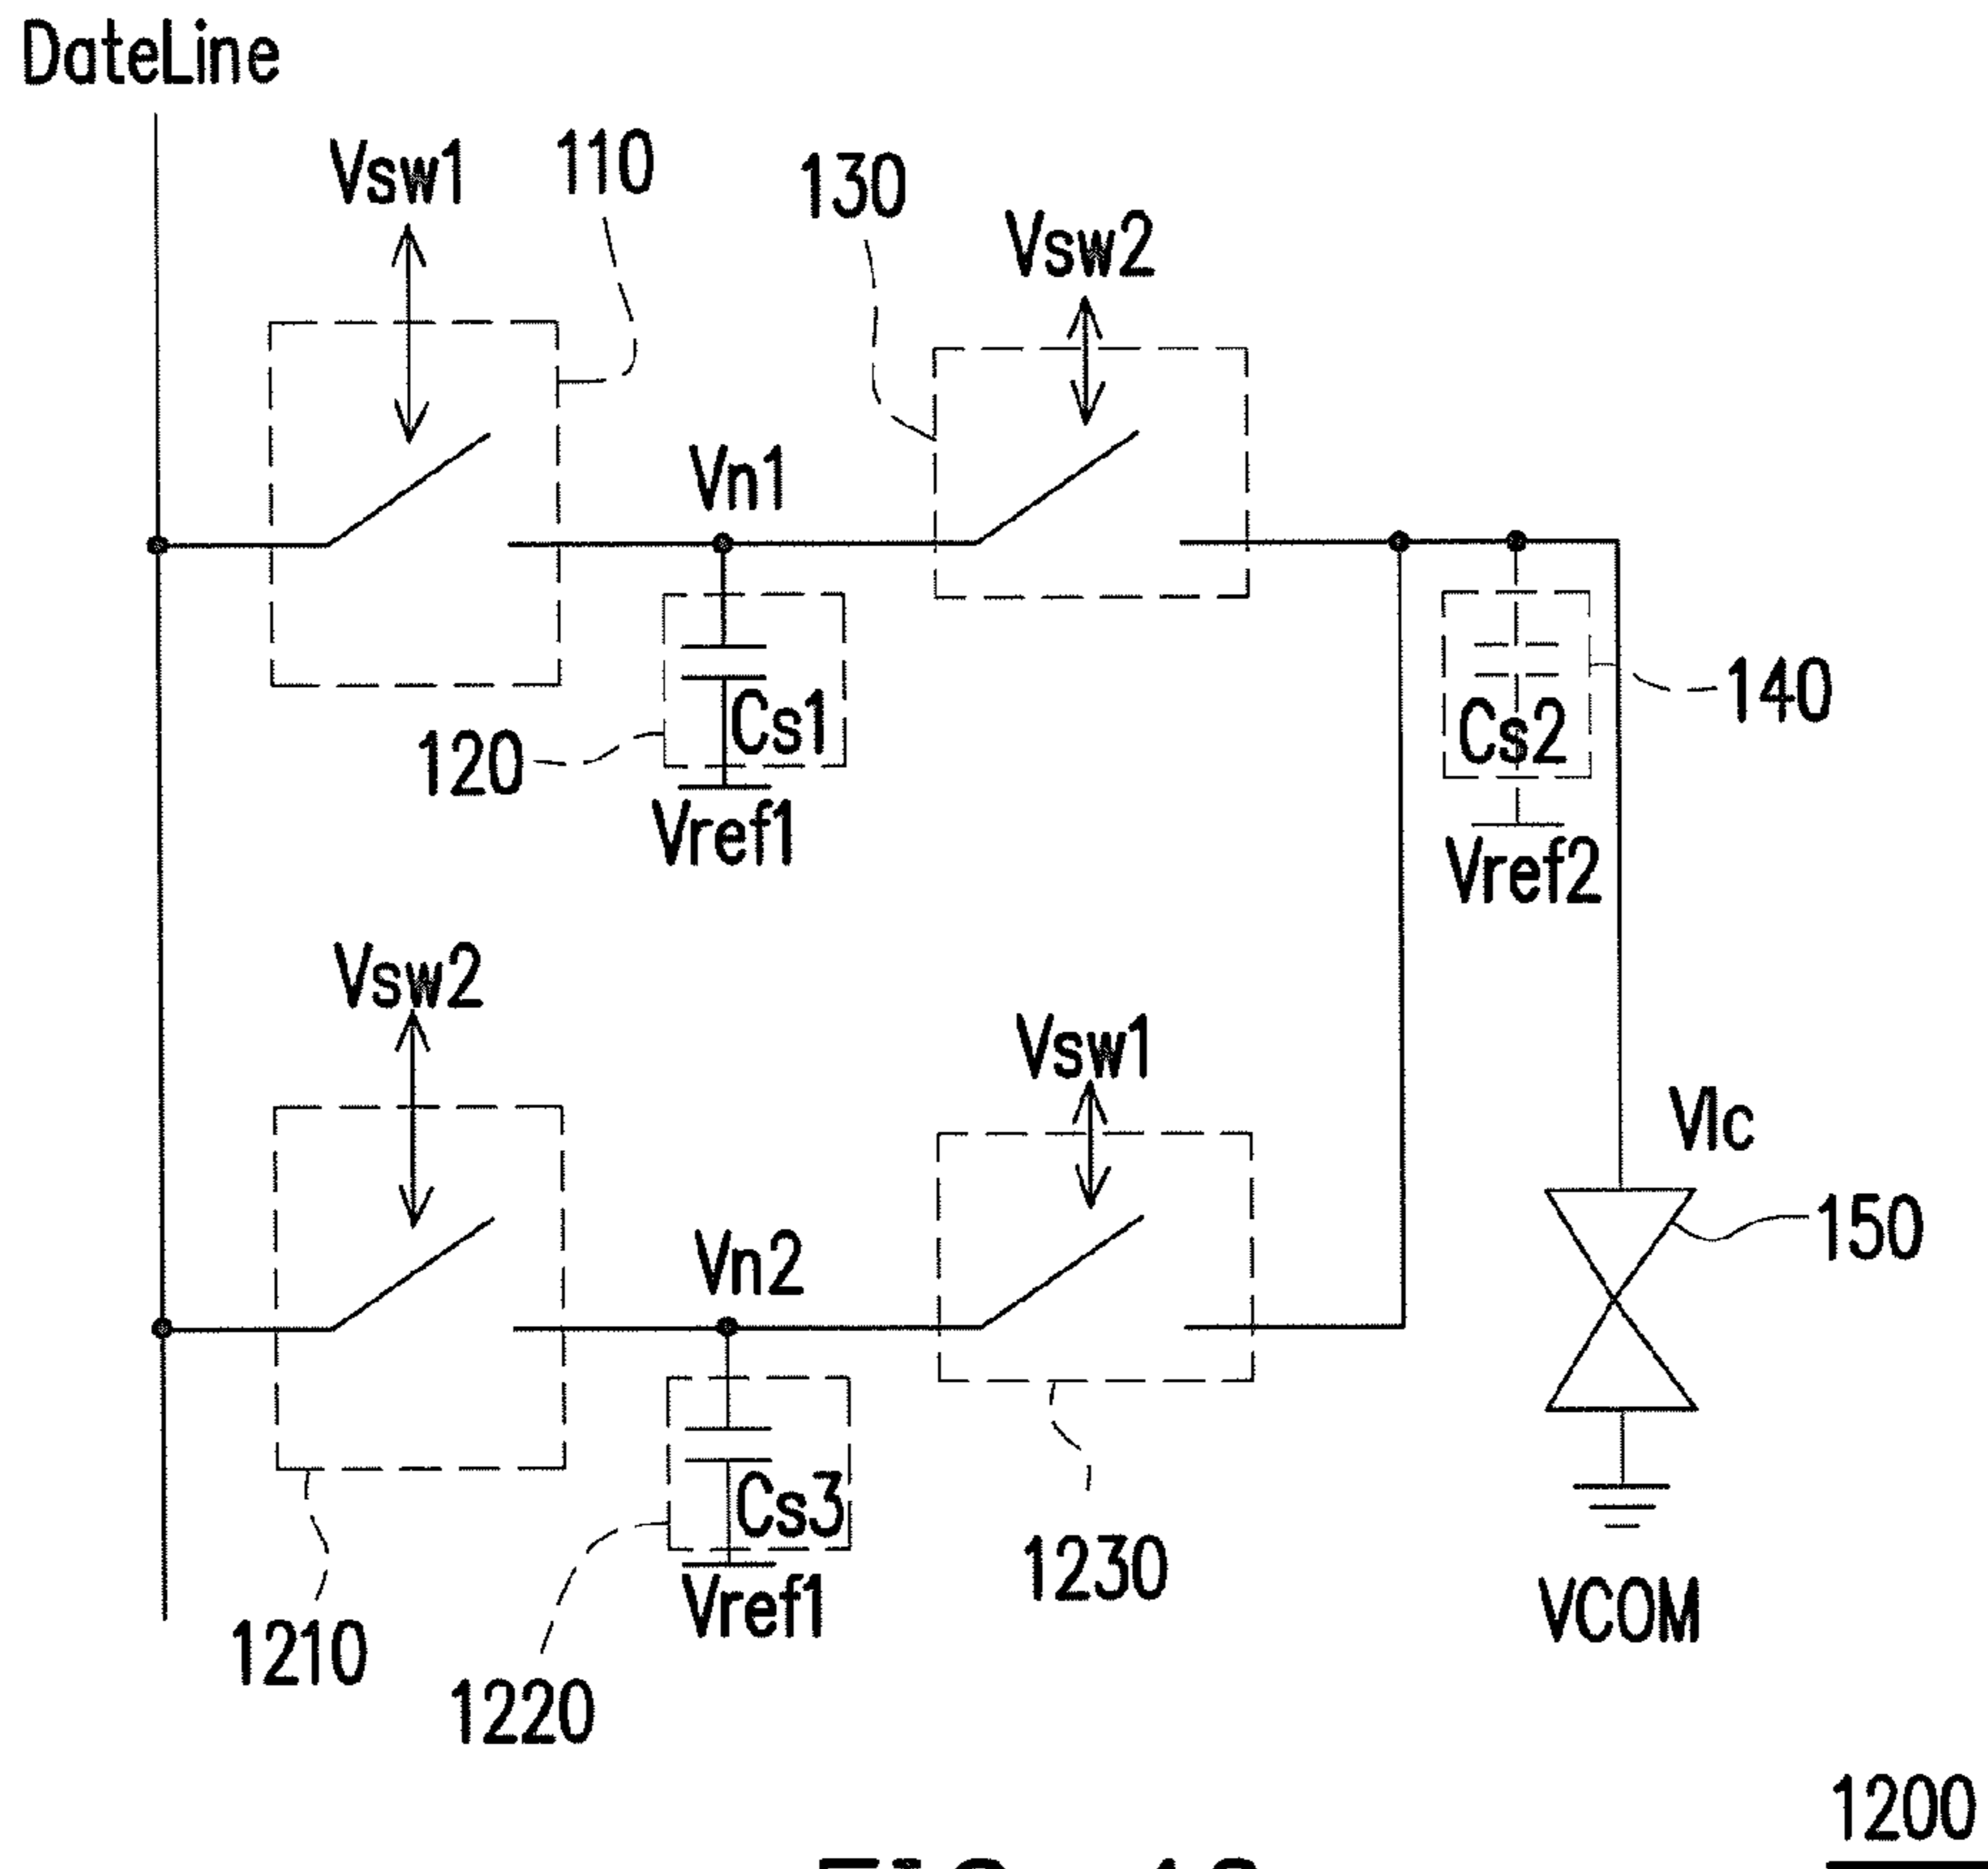 DateLine
Vsw1
110
130
Vsw2
Vn1
Cs1
120
Vref1
Cs2
140
Vref2
Vsw2
Vsw1
Vlc
150
Vn2
Cs3
1230
Vref1
VCOM
1210
1220
1200